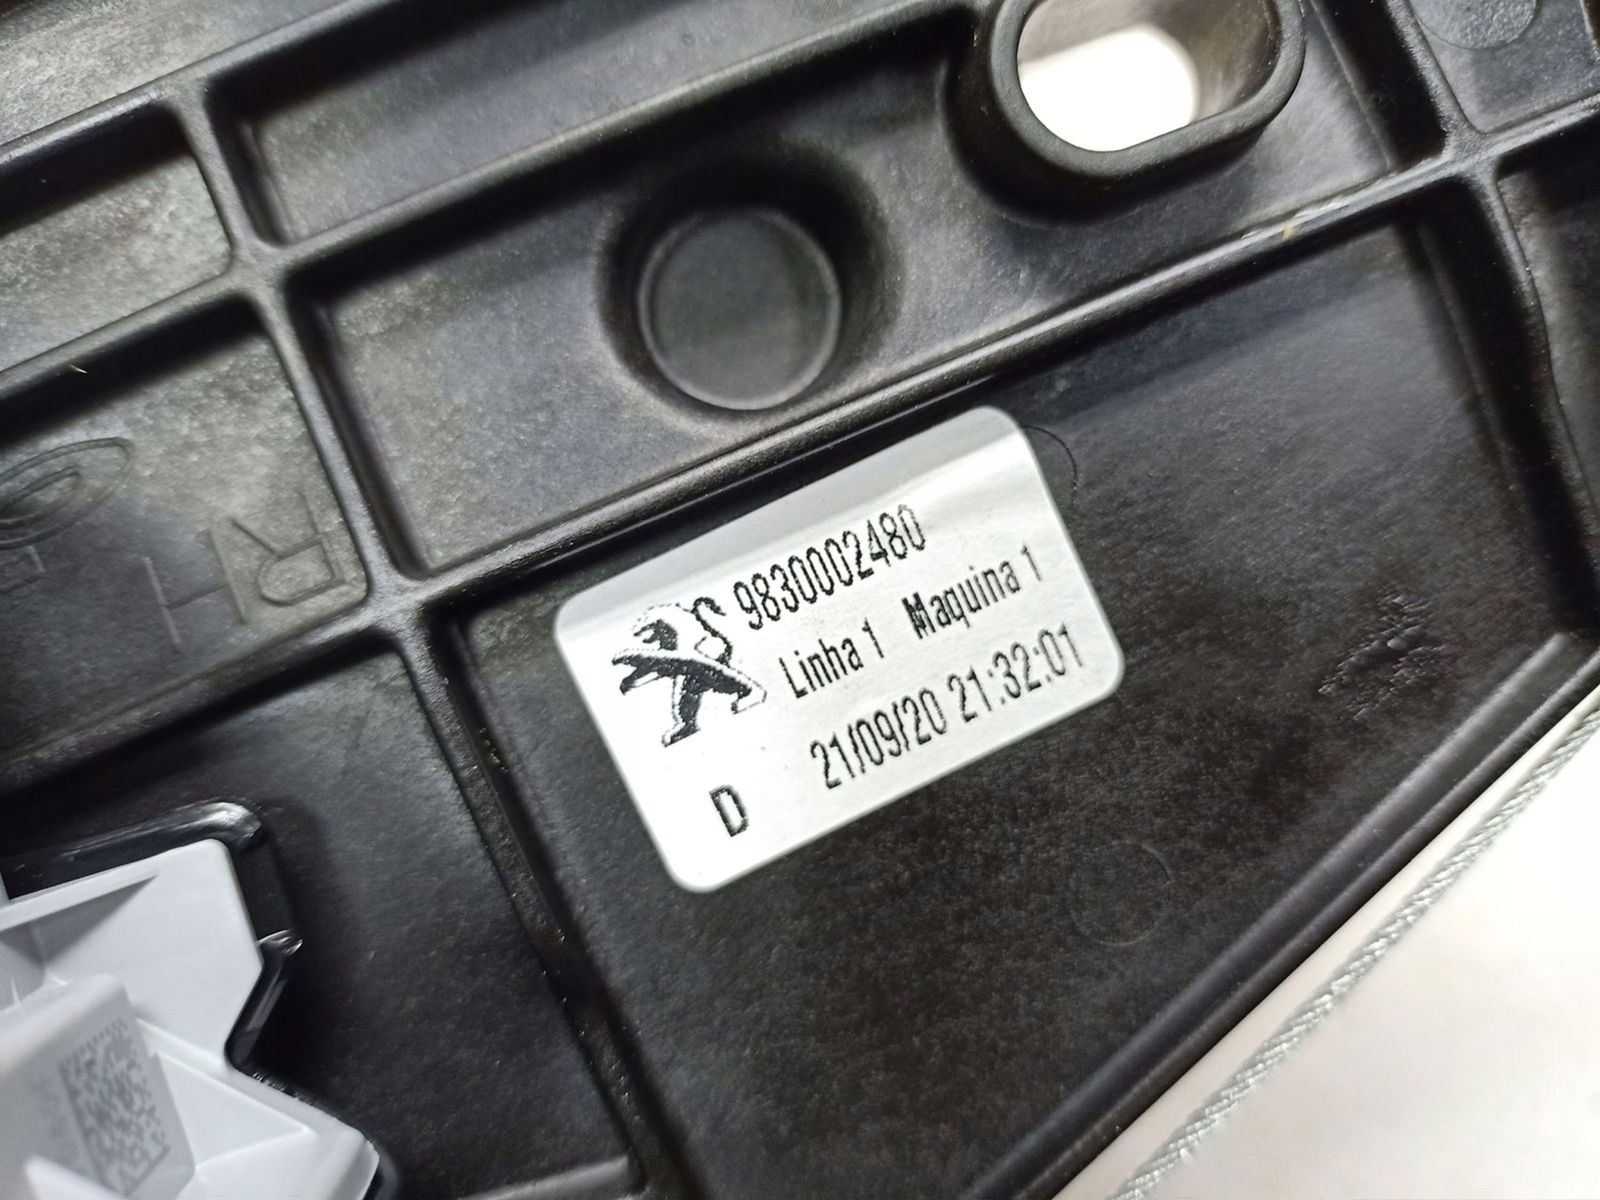 9830002480
Linha 1 Maquina 1
21/09/20 21:32:01
D
RH